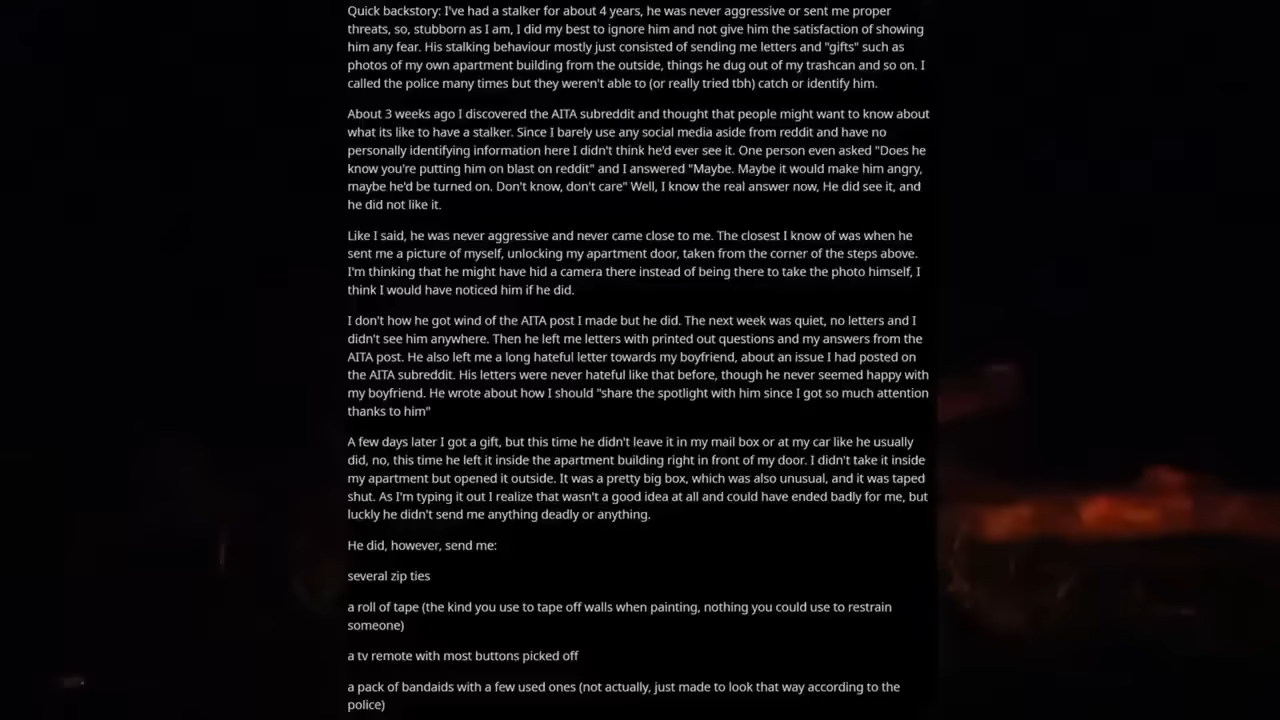 Quick backstory: I've had a stalker for about 4 years, he was never aggressive or sent me proper
threats, so, stubborn as I am, I did my best to ignore him and not give him the satisfaction of showing
him any fear. His stalking behaviour mostly just consisted of sending me letters and "gifts" such as
photos of my own apartment building from the outside, things he dug out of my trashcan and so on. I
called the police many times but they weren't able to (or really tried tbh) catch or identify him.
About 3 weeks ago I discovered the AITA subreddit and thought that people might want to know about
what its like to have a stalker. Since I barely use any social media aside from reddit and have no
personally identifying information here I didn't think he'd ever see it. One person even asked "Does he
know you're putting him on blast on reddit" and I answered "Maybe. Maybe it would make him angry,
maybe he'd be turned on. Don't know, don't care" Well, I know the real answer now, He did see it, and
he did not like it.
Like I said, he was never aggressive and never came close to me. The closest I know of was when he
sent me a picture of myself, unlocking my apartment door, taken from the corner of the steps above.
I'm thinking that he might have hid a camera there instead of being there to take the photo himself, I
think I would have noticed him if he did.
I don't how he got wind of the AITA post I made but he did. The next week was quiet, no letters and I
didn't see him anywhere. Then he left me letters with printed out questions and my answers from the
AITA post. He also left me a long hateful letter towards my boyfriend, about an issue I had posted on
the AITA subreddit. His letters were never hateful like that before, though he never seemed happy with
my boyfriend. He wrote about how I should "share the spotlight with him since I got so much attention
thanks to him"
A few days later I got a gift, but this time he didn't leave it in my mail box or at my car like he usually
did, no, this time he left it inside the apartment building right in front of my door. I didn't take it inside
my apartment but opened it outside. It was a pretty big box, which was also unusual, and it was taped
shut. As I'm typing it out I realize that wasn't a good idea at all and could have ended badly for me, but
luckily he didn't send me anything deadly or anything.
He did, however, send me:
several zip ties
a roll of tape (the kind you use to tape off walls when painting, nothing you could use to restrain
someone)
a tv remote with most buttons picked off
a pack of bandaids with a few used ones (not actually, just made to look that way according to the
police)